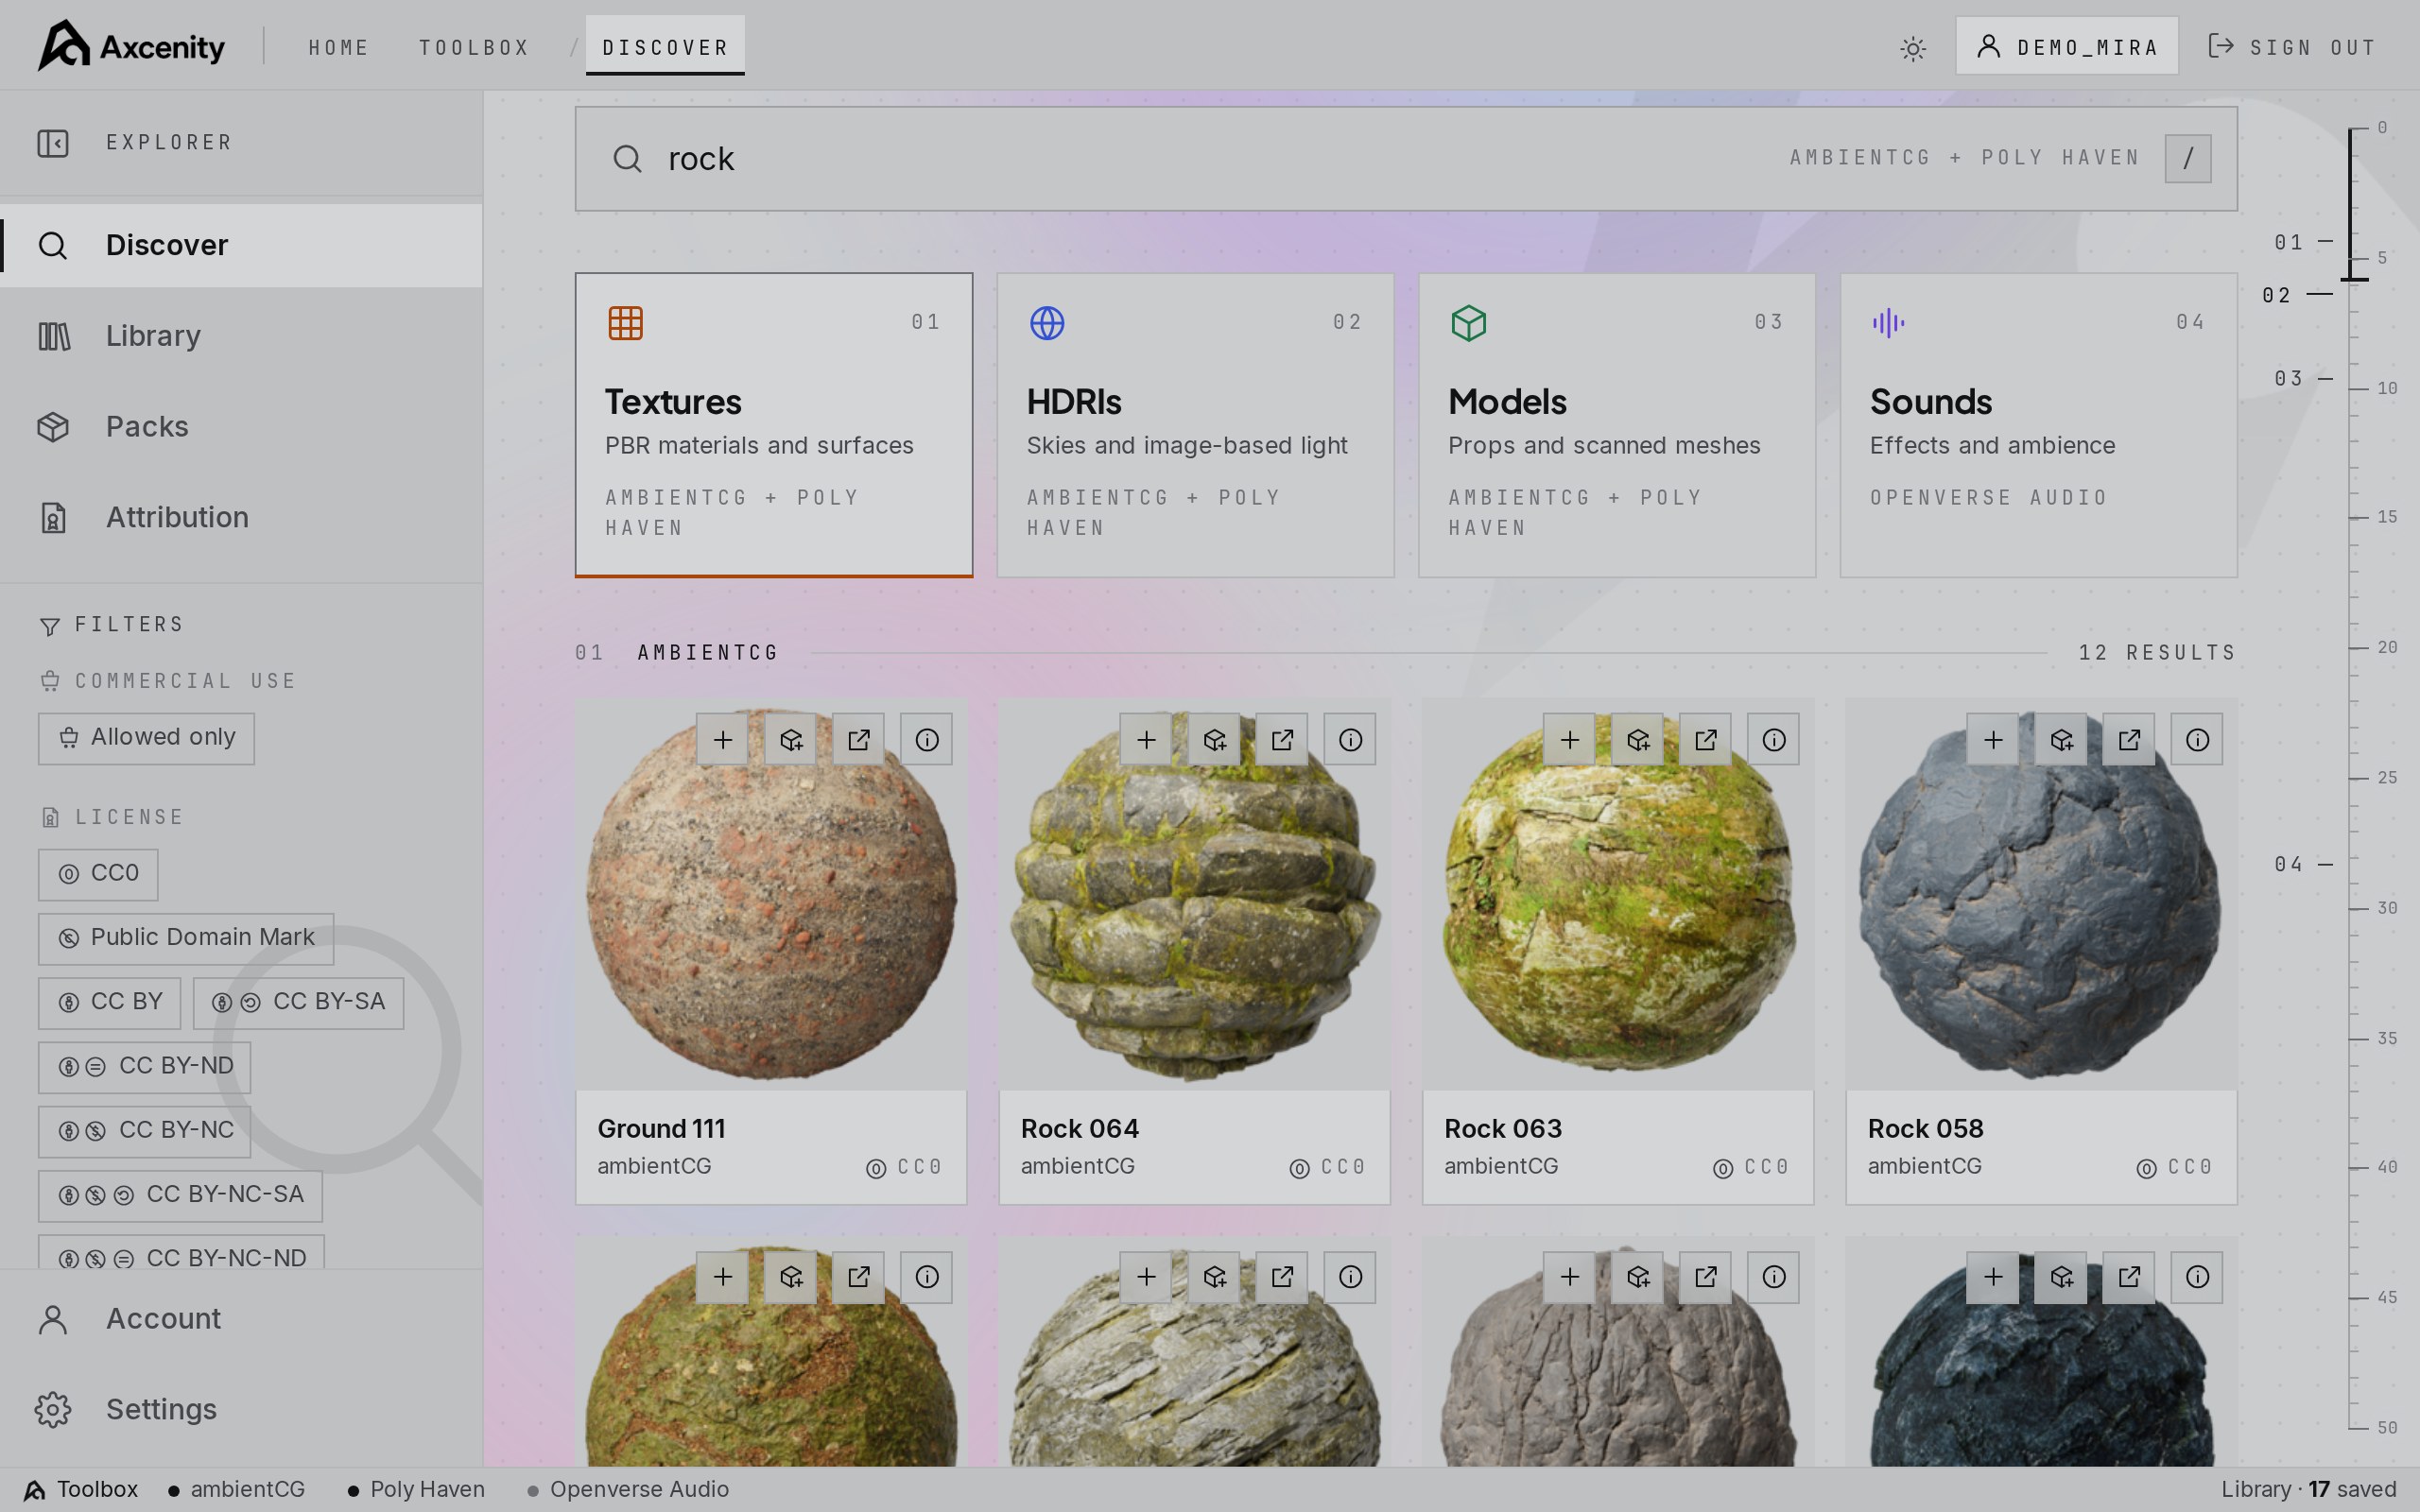 Axcenity
HOME
TOOLBOX
/
DISCOVER
DEMO_MIRA
SIGN OUT
EXPLORER
Discover
Library
Packs
Attribution
FILTERS
COMMERCIAL USE
Allowed only
LICENSE
CC0
Public Domain Mark
CC BY
CC BY-SA
CC BY-ND
CC BY-NC
CC BY-NC-SA
CC BY-NC-ND
Account
Settings
rock
AMBIENTCG + POLY HAVEN
/
01
Textures
PBR materials and surfaces
AMBIENTCG + POLY
HAVEN
02
HDRIs
Skies and image-based light
AMBIENTCG + POLY
HAVEN
03
Models
Props and scanned meshes
AMBIENTCG + POLY
HAVEN
04
Sounds
Effects and ambience
OPENVERSE AUDIO
01 AMBIENTCG
12 RESULTS
Ground 111
ambientCG
CC0
Rock 064
ambientCG
CC0
Rock 063
ambientCG
CC0
Rock 058
ambientCG
CC0
01
02
03
04
0
5
10
15
20
25
30
35
40
45
50
Toolbox
ambientCG
Poly Haven
Openverse Audio
Library · 17 saved